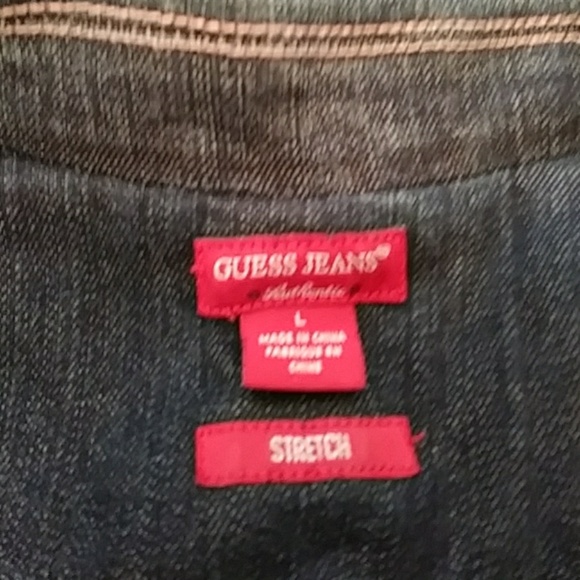 GUESS JEANS®
Authentic
L
MADE IN CHINA
FABRIQUE EN
CHINE
STRETCH